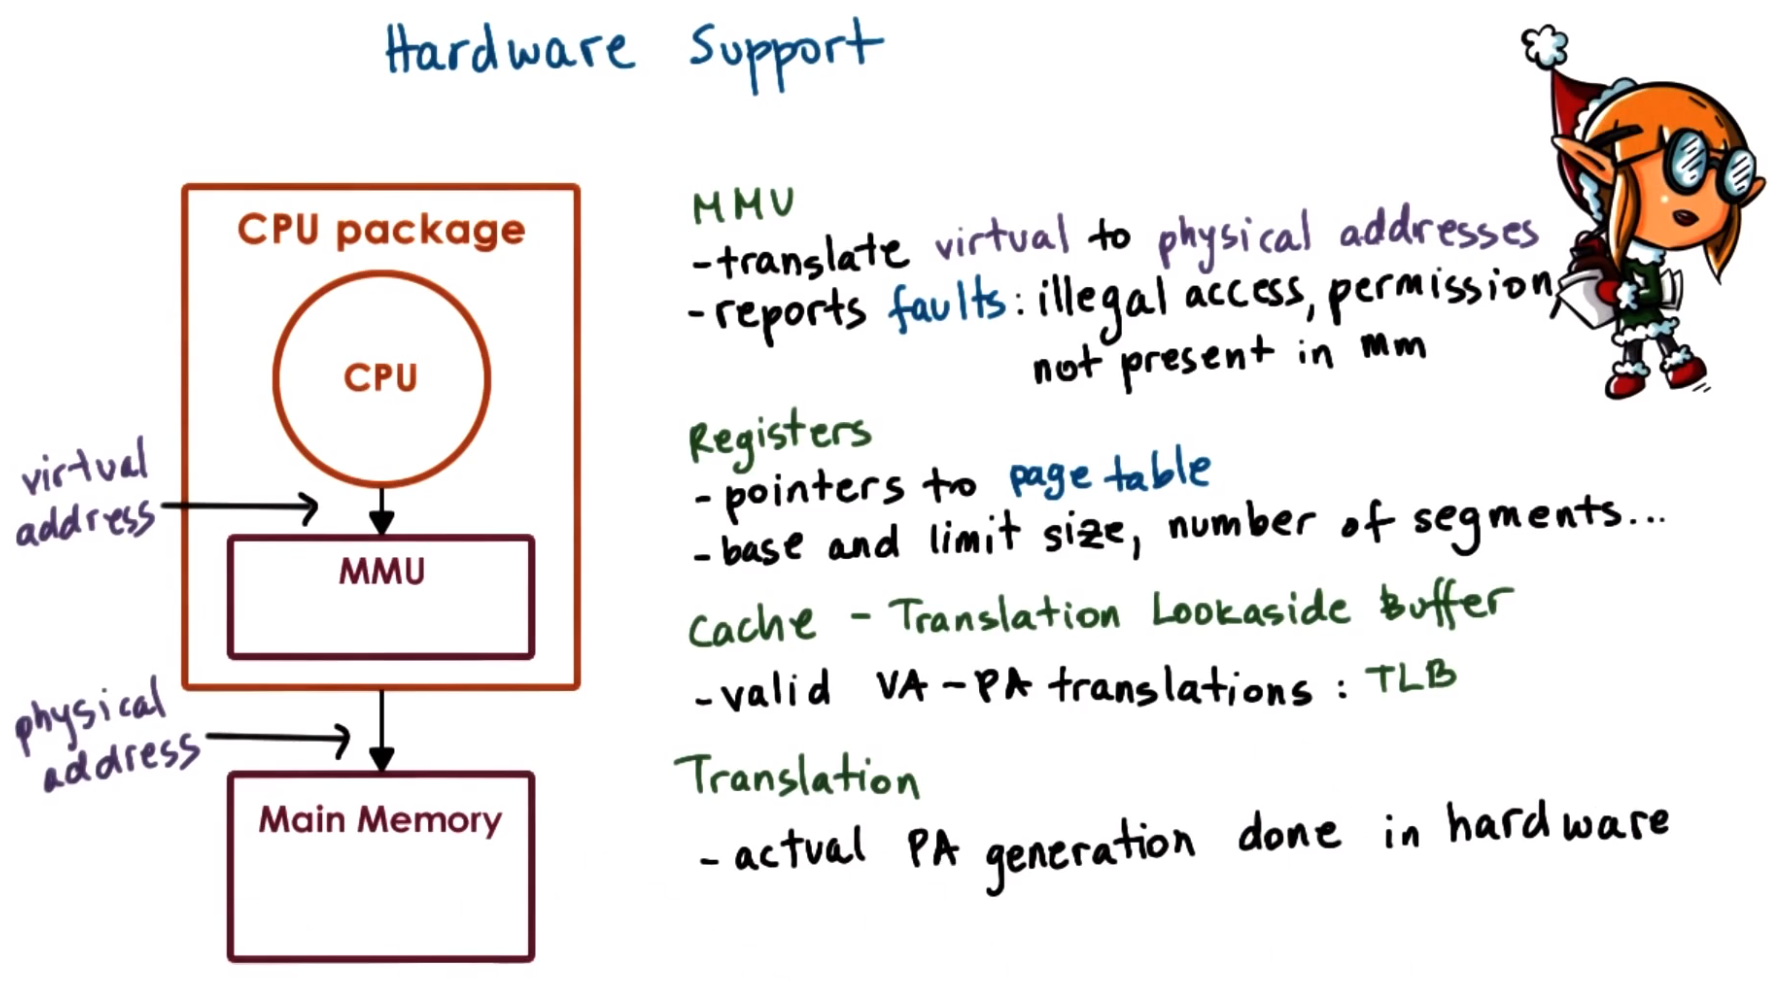 Hardware Support
CPU package
CPU
virtual
address
MMU
physical
address
Main Memory
MMU
-translate virtual to physical addresses
-reports faults: illegal access, permission,
not present in mm
Registers
- pointers to page table
- base and limit size, number of segments...
Cache - Translation Lookaside Buffer
- valid VA-PA translations: TLB
Translation
- actual PA generation done in hardware